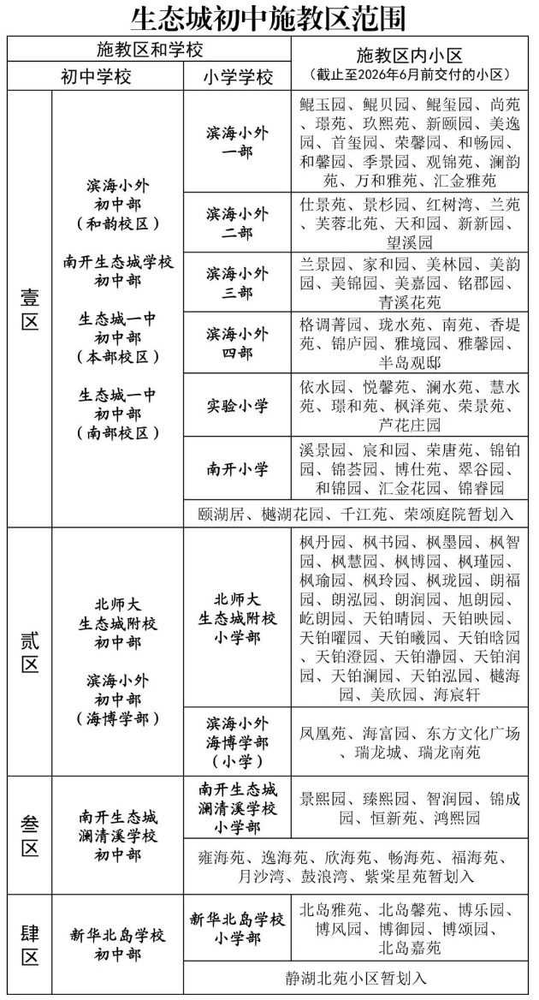 生态城初中施教区范围
施教区和学校
施教区内小区
(截止至2026年6月前交付的小区)
初中学校
小学学校
壹区
滨海小外
初中部
(和韵校区)
南开生态城学校
初中部
生态城一中
初中部
(本部校区)
生态城一中
初中部
(南部校区)
滨海小外
一部
鲲玉园、鲲贝园、鲲玺园、尚苑
、璟苑、玖熙苑、新颐园、美逸
园、首玺园、荣馨园、和畅园、
和馨园、季景园、观锦苑、澜韵
苑、万和雅苑、汇金雅苑
滨海小外
二部
仕景苑、景杉园、红树湾、兰苑
、芙蓉北苑、天和园、新新园、
望溪园
滨海小外
三部
兰景园、家和园、美林园、美韵
园、美锦园、美嘉园、铭郡园、
青溪花苑
滨海小外
四部
格调菁园、珑水苑、南苑、香堤
苑、锦庐园、雅境园、雅馨园、
半岛观邸
实验小学
依水园、悦馨苑、澜水苑、慧水
苑、璟和苑、枫泽苑、荣景苑、
芦花庄园
南开小学
溪景园、宸和园、荣唐苑、锦铂
园、锦荟园、博仕苑、翠谷园、
和锦园、汇金花园、锦睿园
颐湖居、樾湖花园、千江苑、荣颂庭院暂划入
贰区
北师大
生态城附校
初中部
滨海小外
初中部
(海博学部)
北师大
生态城附校
小学部
枫丹园、枫书园、枫墨园、枫智
园、枫慧园、枫博园、枫瑾园、
枫瑜园、枫玲园、枫珑园、朗福
园、朗泓园、朗润园、旭朗园、
屹朗园、天铂晴园、天铂映园、
天铂曜园、天铂曦园、天铂晗园
、天铂澄园、天铂瀞园、天铂润
园、天铂澜园、天铂泓园、樾海
园、美欣园、海宸轩
滨海小外
海博学部
(小学)
凤凰苑、海富园、东方文化广场
、瑞龙城、瑞龙南苑
叁区
南开生态城
澜清溪学校
初中部
南开生态城
澜清溪学校
小学部
景熙园、臻熙园、智润园、锦成
园、恒新苑、鸿熙园
雍海苑、逸海苑、欣海苑、畅海苑、福海苑、
月沙湾、鼓浪湾、紫棠星苑暂划入
肆区
新华北岛学校
初中部
新华北岛学校
小学部
北岛雅苑、北岛馨苑、博乐园、
博风园、博御园、博颂园、
北岛嘉苑
静湖北苑小区暂划入